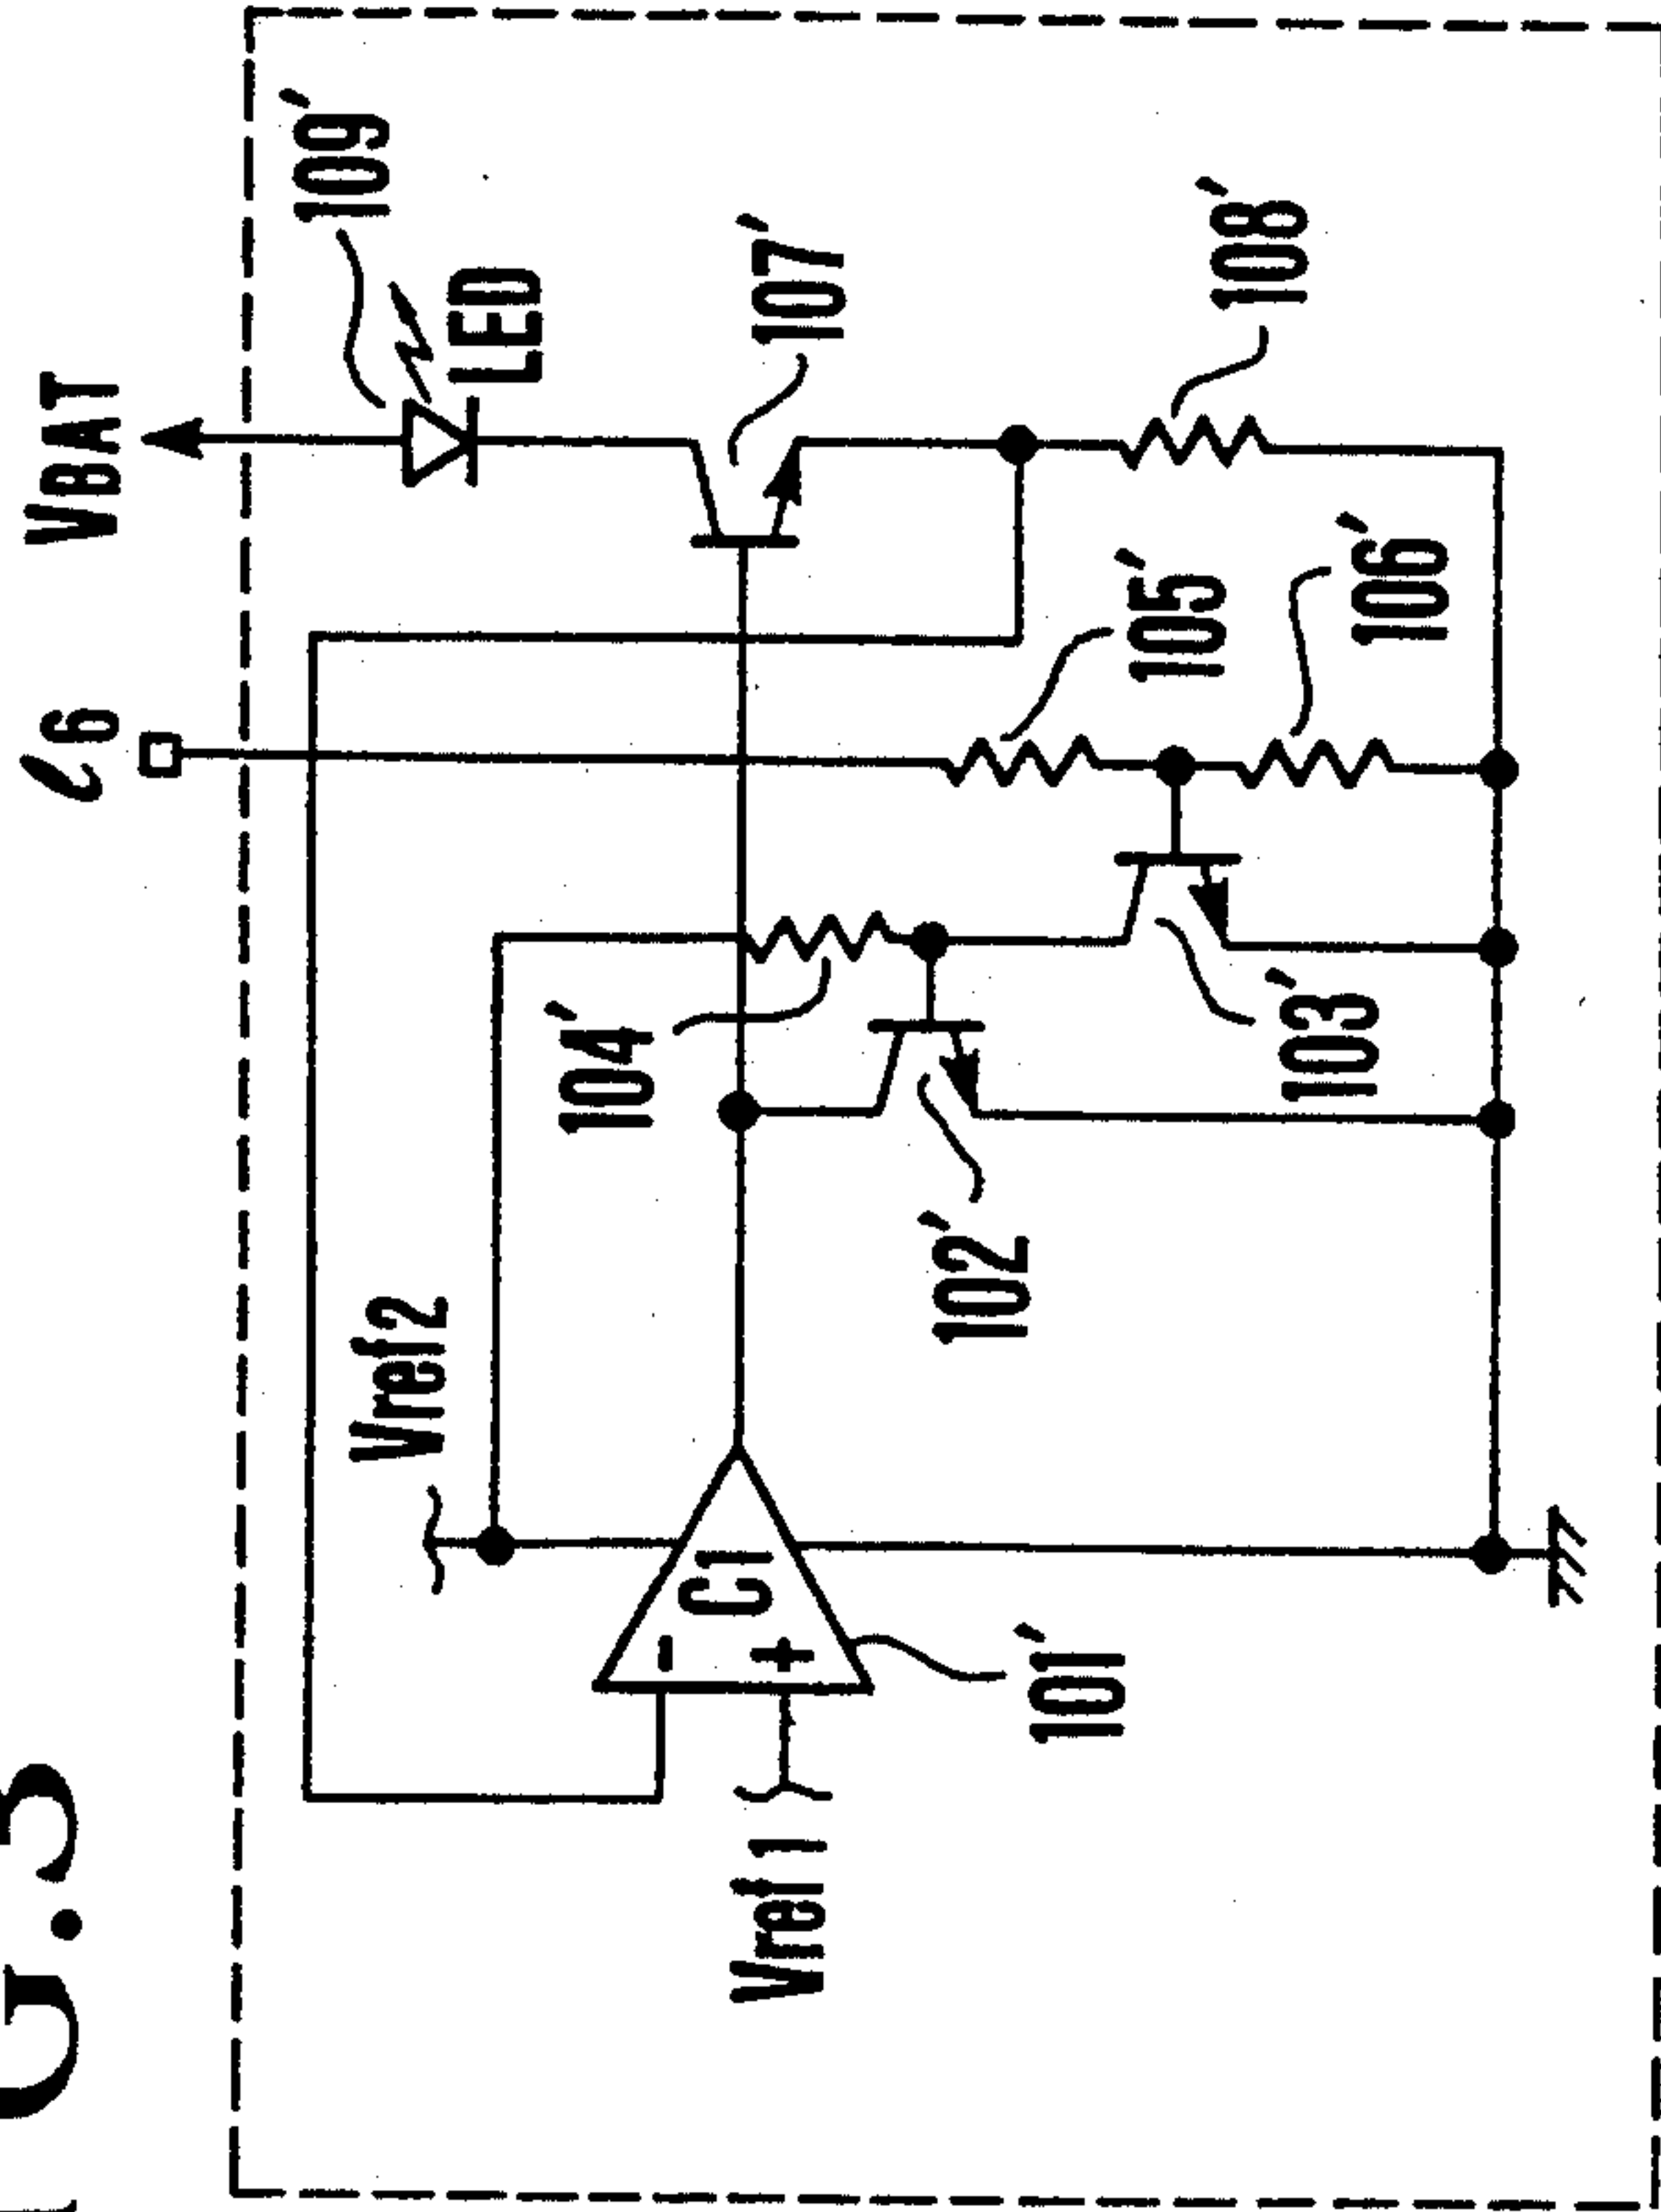 G.3
ℓ6
VBAT
109′
LED
107′
108′
105′
106′
104′
103′
102′
Vref2
C1
-
+
101′
Vref1